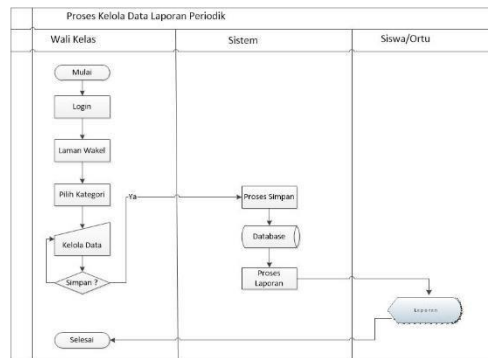 Proses Kelola Data Laporan Periodik
Wali Kelas
Sistem
Siswa/Ortu
Mulai
Login
Laman Wakel
Pilih Kategori
Ya
Proses Simpan
Kelola Data
Database
Simpan ?
Proses
Laporan
Laporan
Selesai